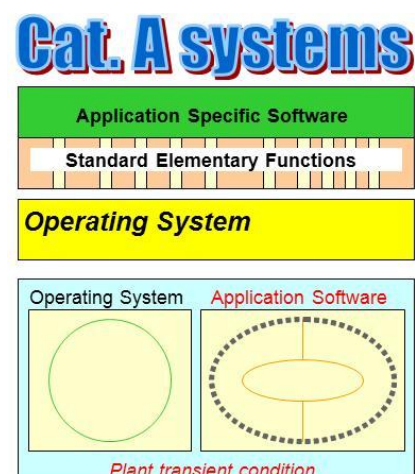 Cat. A systems
Application Specific Software
Standard Elementary Functions
Operating System
Operating System Application Software
Plant transient condition